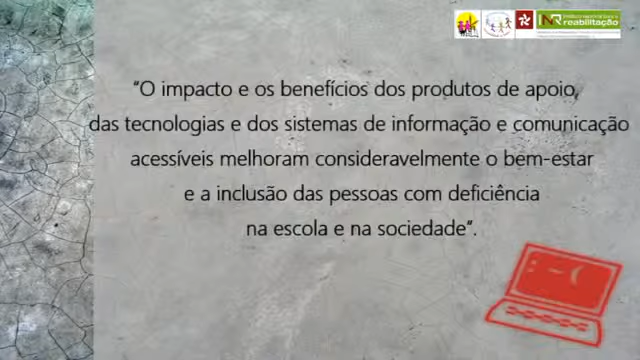 INR
reabilitação
"O impacto e os benefícios dos produtos de apoio,
das tecnologias e dos sistemas de informação e comunicação
acessíveis melhoram consideravelmente o bem-estar
e a inclusão das pessoas com deficiência
na escola e na sociedade".